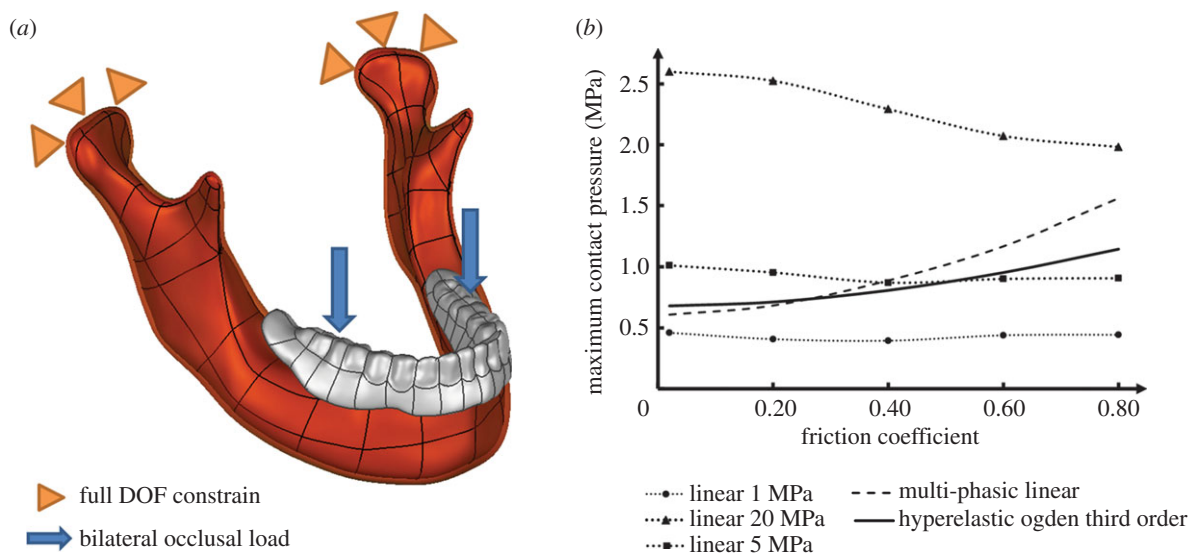 (a)
full DOF constrain
bilateral occlusal load
(b)
maximum contact pressure (MPa)
2.5
2.0
1.5
1.0
0.5
0 0.20 0.40 0.60 0.80
friction coefficient
linear 1 MPa
linear 20 MPa
linear 5 MPa
multi-phasic linear
hyperelastic ogden third order